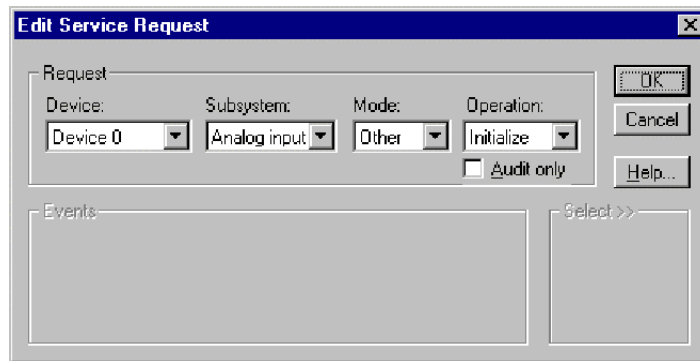 Edit Service Request
Request
Device: Subsystem: Mode: Operation:
Device 0 Analog input Other Initialize
Audit only
OK
Cancel
Help...
Events
Select >>